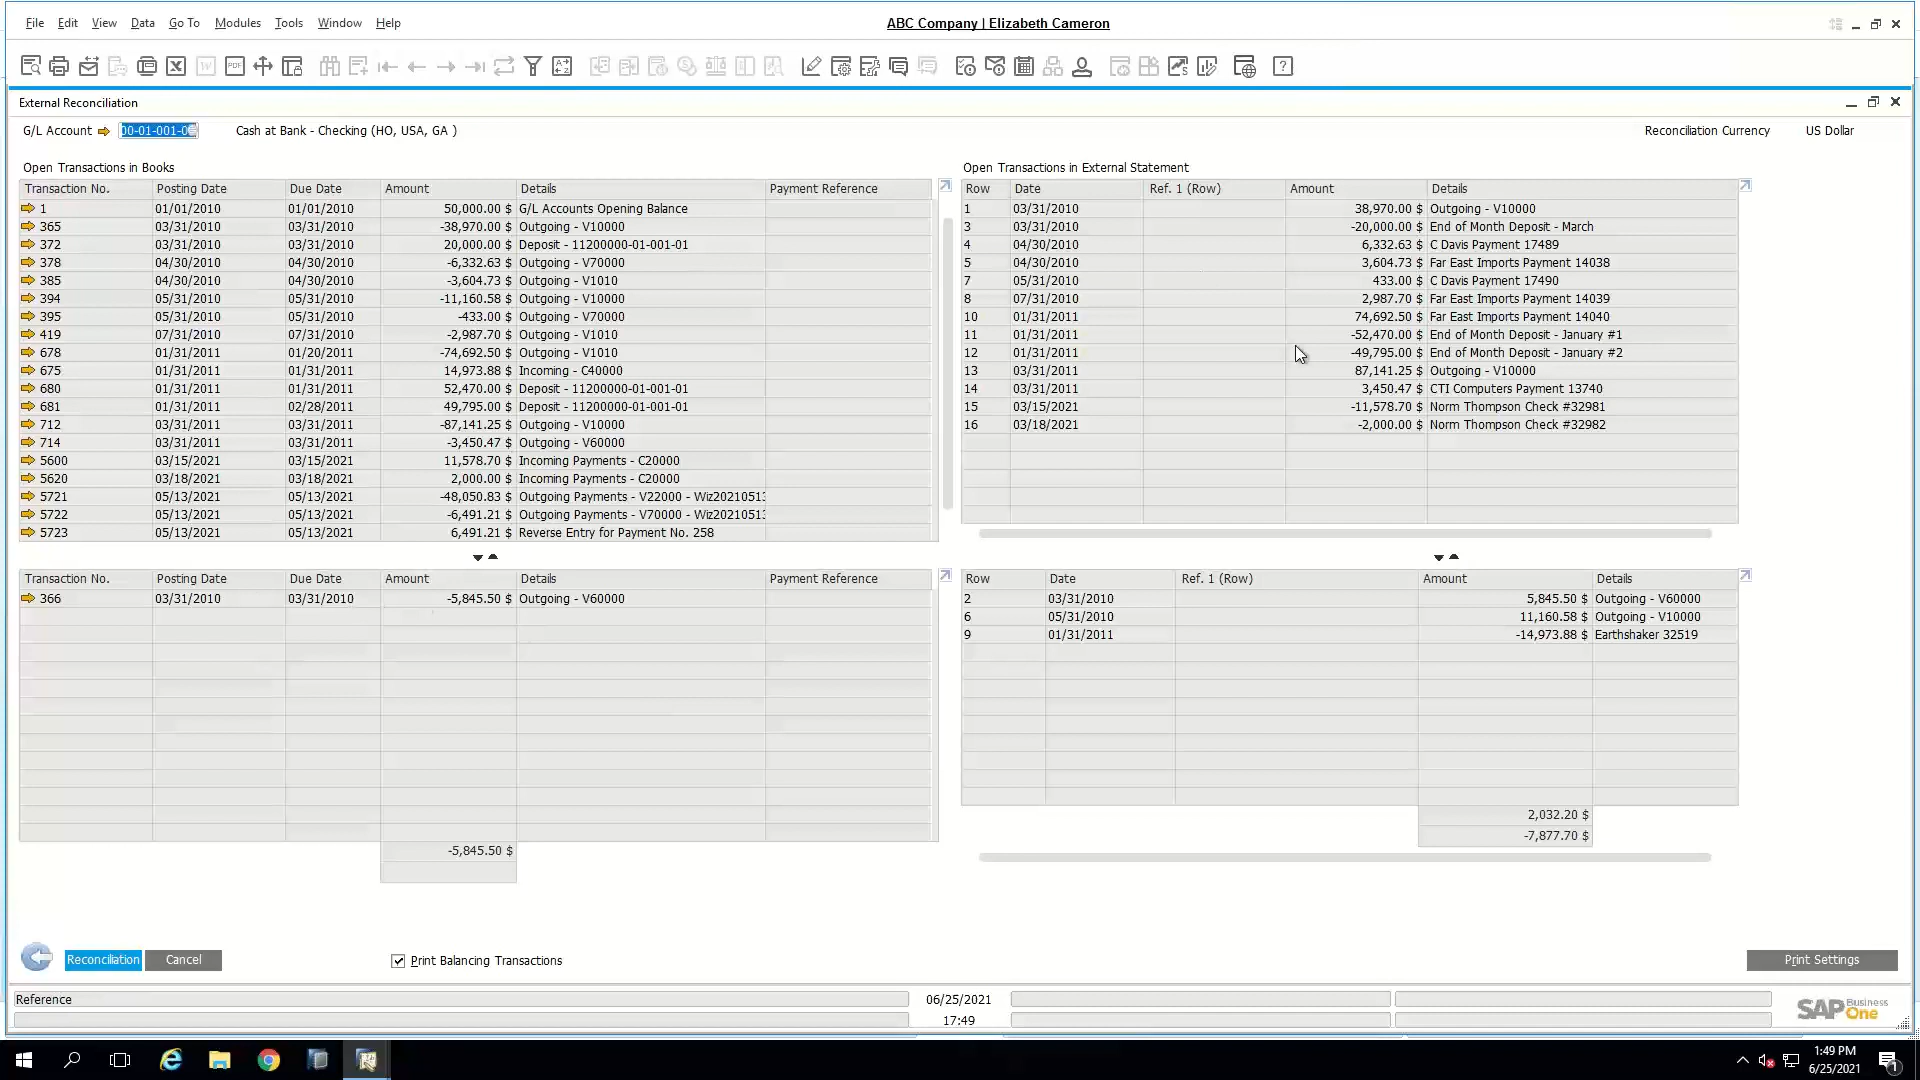 File Edit View Data Go To Modules Tools Window Help
ABC Company | Elizabeth Cameron
External Reconciliation
G/L Account 00-01-001-0 Cash at Bank - Checking (HO, USA, GA ) Reconciliation Currency US Dollar
Open Transactions in Books
Transaction No. Posting Date Due Date Amount Details Payment Reference
1 01/01/2010 01/01/2010 50,000.00 $ G/L Accounts Opening Balance
365 03/31/2010 03/31/2010 -38,970.00 $ Outgoing - V10000
372 03/31/2010 03/31/2010 20,000.00 $ Deposit - 11200000-01-001-01
378 04/30/2010 04/30/2010 -6,332.63 $ Outgoing - V70000
385 04/30/2010 04/30/2010 -3,604.73 $ Outgoing - V1010
394 05/31/2010 05/31/2010 -11,160.58 $ Outgoing - V10000
395 05/31/2010 05/31/2010 -433.00 $ Outgoing - V70000
419 07/31/2010 07/31/2010 -2,987.70 $ Outgoing - V1010
678 01/31/2011 01/20/2011 -74,692.50 $ Outgoing - V1010
675 01/31/2011 01/31/2011 14,973.88 $ Incoming - C40000
680 01/31/2011 01/31/2011 52,470.00 $ Deposit - 11200000-01-001-01
681 01/31/2011 02/28/2011 49,795.00 $ Deposit - 11200000-01-001-01
712 03/31/2011 03/31/2011 -87,141.25 $ Outgoing - V10000
714 03/31/2011 03/31/2011 -3,450.47 $ Outgoing - V60000
5600 03/15/2021 03/15/2021 11,578.70 $ Incoming Payments - C20000
5620 03/18/2021 03/18/2021 2,000.00 $ Incoming Payments - C20000
5721 05/13/2021 05/13/2021 -48,050.83 $ Outgoing Payments - V22000 - Wiz20210513
5722 05/13/2021 05/13/2021 -6,491.21 $ Outgoing Payments - V70000 - Wiz20210513
5723 05/13/2021 05/13/2021 6,491.21 $ Reverse Entry for Payment No. 258
Open Transactions in External Statement
Row Date Ref. 1 (Row) Amount Details
1 03/31/2010 38,970.00 $ Outgoing - V10000
3 03/31/2010 -20,000.00 $ End of Month Deposit - March
4 04/30/2010 6,332.63 $ C Davis Payment 17489
5 04/30/2010 3,604.73 $ Far East Imports Payment 14038
7 05/31/2010 433.00 $ C Davis Payment 17490
8 07/31/2010 2,987.70 $ Far East Imports Payment 14039
10 01/31/2011 74,692.50 $ Far East Imports Payment 14040
11 01/31/2011 -52,470.00 $ End of Month Deposit - January #1
12 01/31/2011 -49,795.00 $ End of Month Deposit - January #2
13 03/31/2011 87,141.25 $ Outgoing - V10000
14 03/31/2011 3,450.47 $ CTI Computers Payment 13740
15 03/15/2021 -11,578.70 $ Norm Thompson Check #32981
16 03/18/2021 -2,000.00 $ Norm Thompson Check #32982
Transaction No. Posting Date Due Date Amount Details Payment Reference
366 03/31/2010 03/31/2010 -5,845.50 $ Outgoing - V60000
-5,845.50 $
Row Date Ref. 1 (Row) Amount Details
2 03/31/2010 5,845.50 $ Outgoing - V60000
6 05/31/2010 11,160.58 $ Outgoing - V10000
9 01/31/2011 -14,973.88 $ Earthshaker 32519
2,032.20 $
-7,877.70 $
Reconciliation Cancel Print Balancing Transactions Print Settings
Reference 06/25/2021
17:49
SAP Business One
1:49 PM
6/25/2021
1